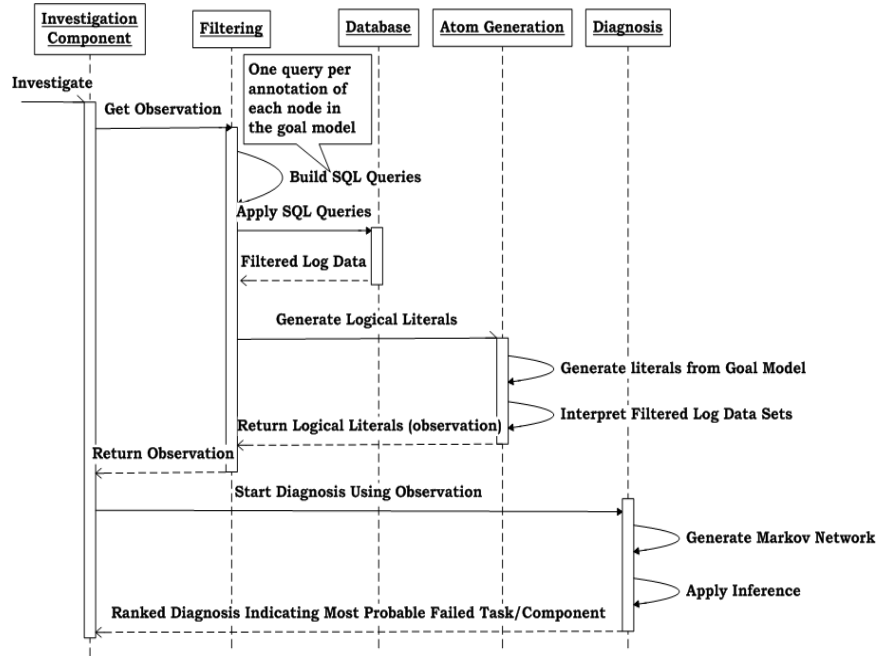 Investigation
Component
Filtering
Database
Atom Generation
Diagnosis
One query per
annotation of
each node in
the goal model
Investigate
Get Observation
Build SQL Queries
Apply SQL Queries
Filtered Log Data
Generate Logical Literals
Generate literals from Goal Model
Interpret Filtered Log Data Sets
Return Logical Literals (observation)
Return Observation
Start Diagnosis Using Observation
Generate Markov Network
Apply Inference
Ranked Diagnosis Indicating Most Probable Failed Task/Component